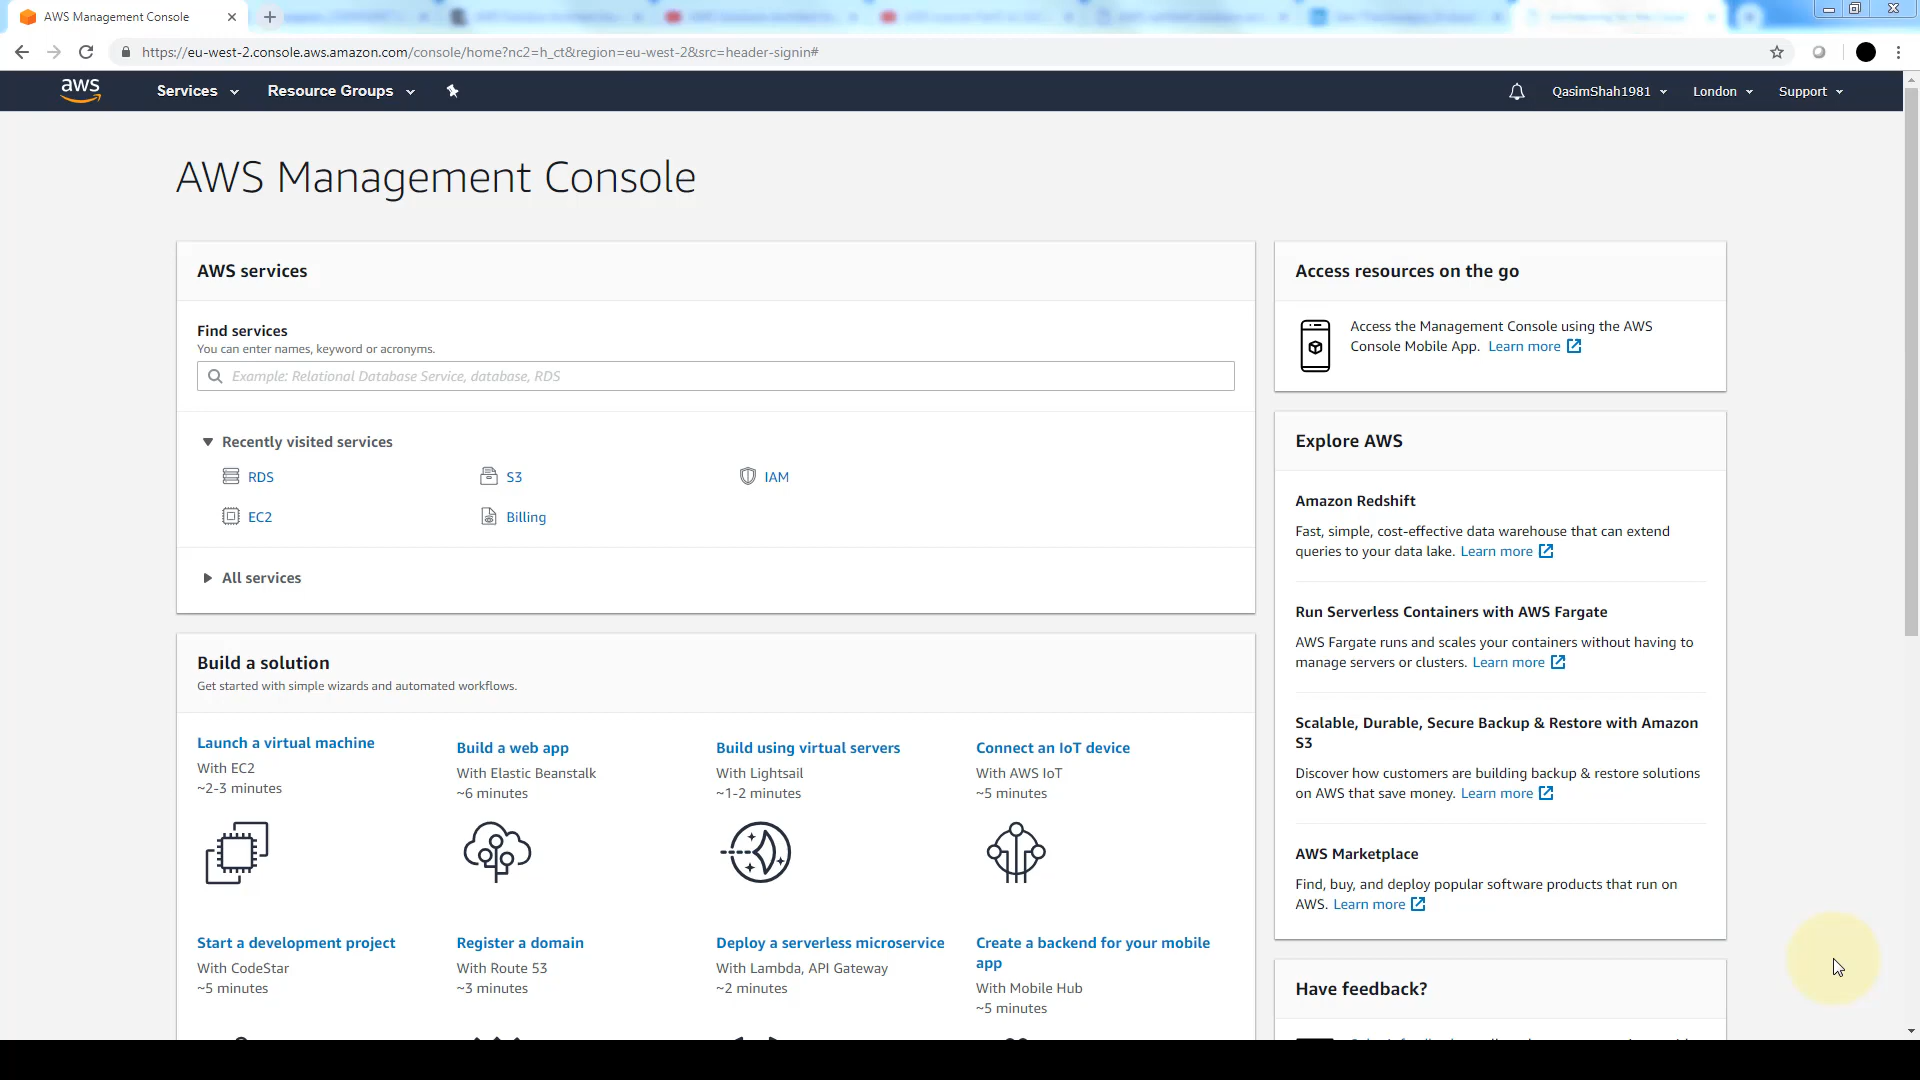 AWS Management Console
https://eu-west-2.console.aws.amazon.com/console/home?nc2=h_ct&region=eu-west-2&src=header-signin#
aws
Services
Resource Groups
QasimShah1981
London
Support
AWS Management Console
AWS services
Find services
You can enter names, keyword or acronyms.
Example: Relational Database Service, database, RDS
Recently visited services
RDS
S3
IAM
EC2
Billing
All services
Build a solution
Get started with simple wizards and automated workflows.
Launch a virtual machine
With EC2
~2-3 minutes
Build a web app
With Elastic Beanstalk
~6 minutes
Build using virtual servers
With Lightsail
~1-2 minutes
Connect an IoT device
With AWS IoT
~5 minutes
Start a development project
With CodeStar
~5 minutes
Register a domain
With Route 53
~3 minutes
Deploy a serverless microservice
With Lambda, API Gateway
~2 minutes
Create a backend for your mobile
app
With Mobile Hub
~5 minutes
Access resources on the go
Access the Management Console using the AWS
Console Mobile App. Learn more
Explore AWS
Amazon Redshift
Fast, simple, cost-effective data warehouse that can extend
queries to your data lake. Learn more
Run Serverless Containers with AWS Fargate
AWS Fargate runs and scales your containers without having to
manage servers or clusters. Learn more
Scalable, Durable, Secure Backup & Restore with Amazon
S3
Discover how customers are building backup & restore solutions
on AWS that save money. Learn more
AWS Marketplace
Find, buy, and deploy popular software products that run on
AWS. Learn more
Have feedback?